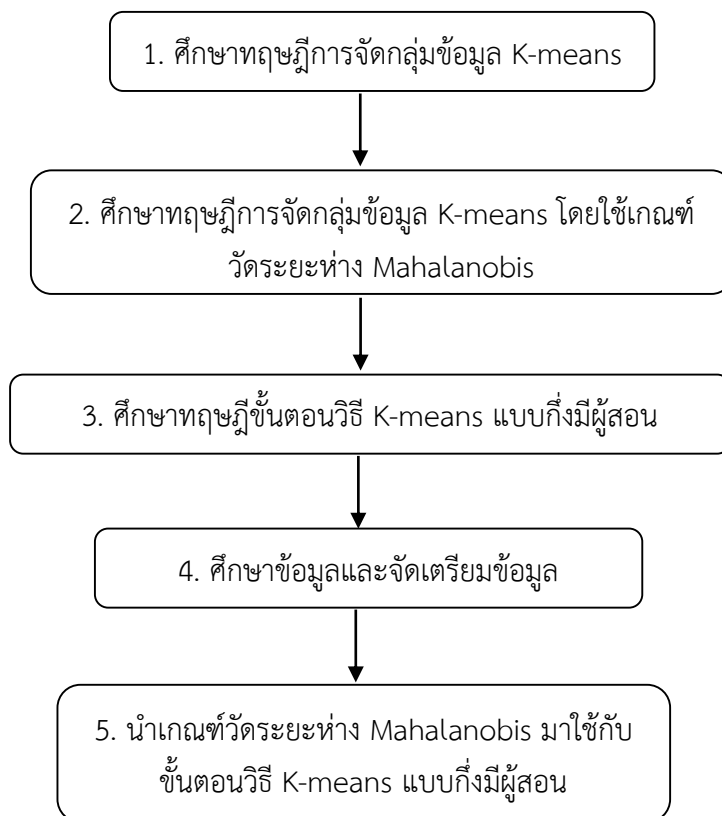 1. ศึกษาทฤษฎีการจัดกลุ่มข้อมูล K-means
2. ศึกษาทฤษฎีการจัดกลุ่มข้อมูล K-means โดยใช้เกณฑ์
วัดระยะห่าง Mahalanobis
3. ศึกษาทฤษฎีขั้นตอนวิธี K-means แบบกึ่งมีผู้สอน
4. ศึกษาข้อมูลและจัดเตรียมข้อมูล
5. นำเกณฑ์วัดระยะห่าง Mahalanobis มาใช้กับ
ขั้นตอนวิธี K-means แบบกึ่งมีผู้สอน